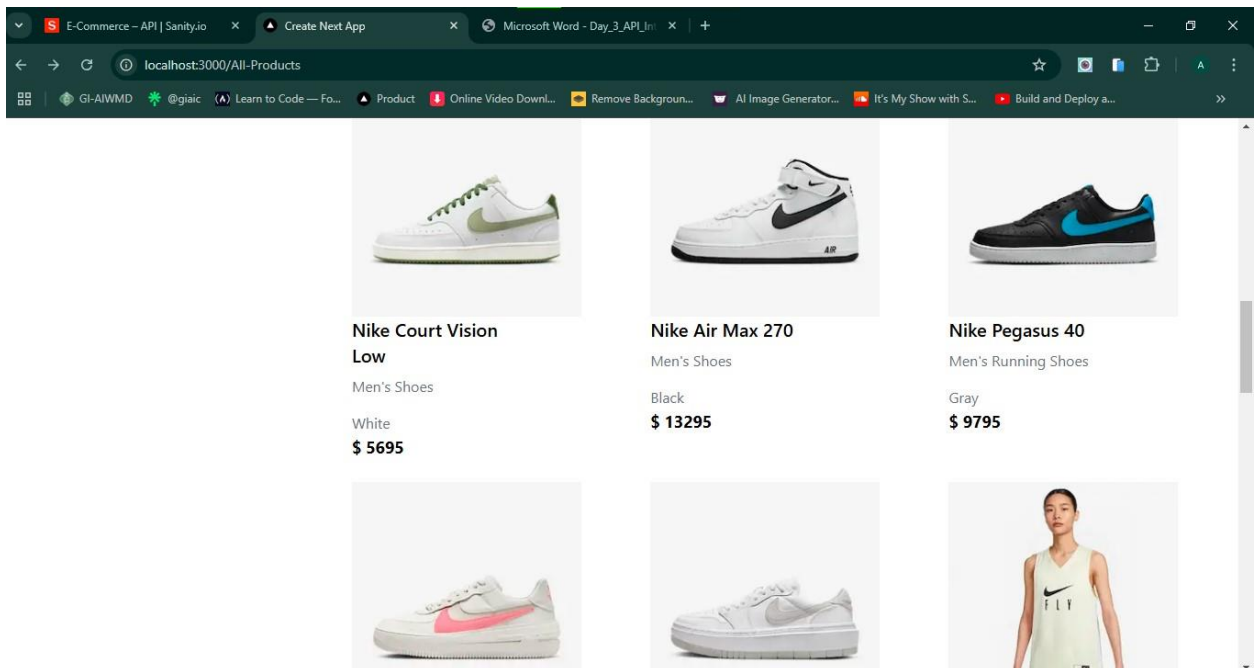 E-Commerce – API | Sanity.io
Create Next App
Microsoft Word - Day_3_API_Int
localhost:3000/All-Products
A
GI-AIWMD
@giaic
Learn to Code — Fo...
Product
Online Video Downl...
Remove Backgroun...
AI Image Generator...
It's My Show with S...
Build and Deploy a...
AIR
Nike Court Vision
Low
Men's Shoes
White
$ 5695
Nike Air Max 270
Men's Shoes
Black
$ 13295
Nike Pegasus 40
Men's Running Shoes
Gray
$ 9795
FLY